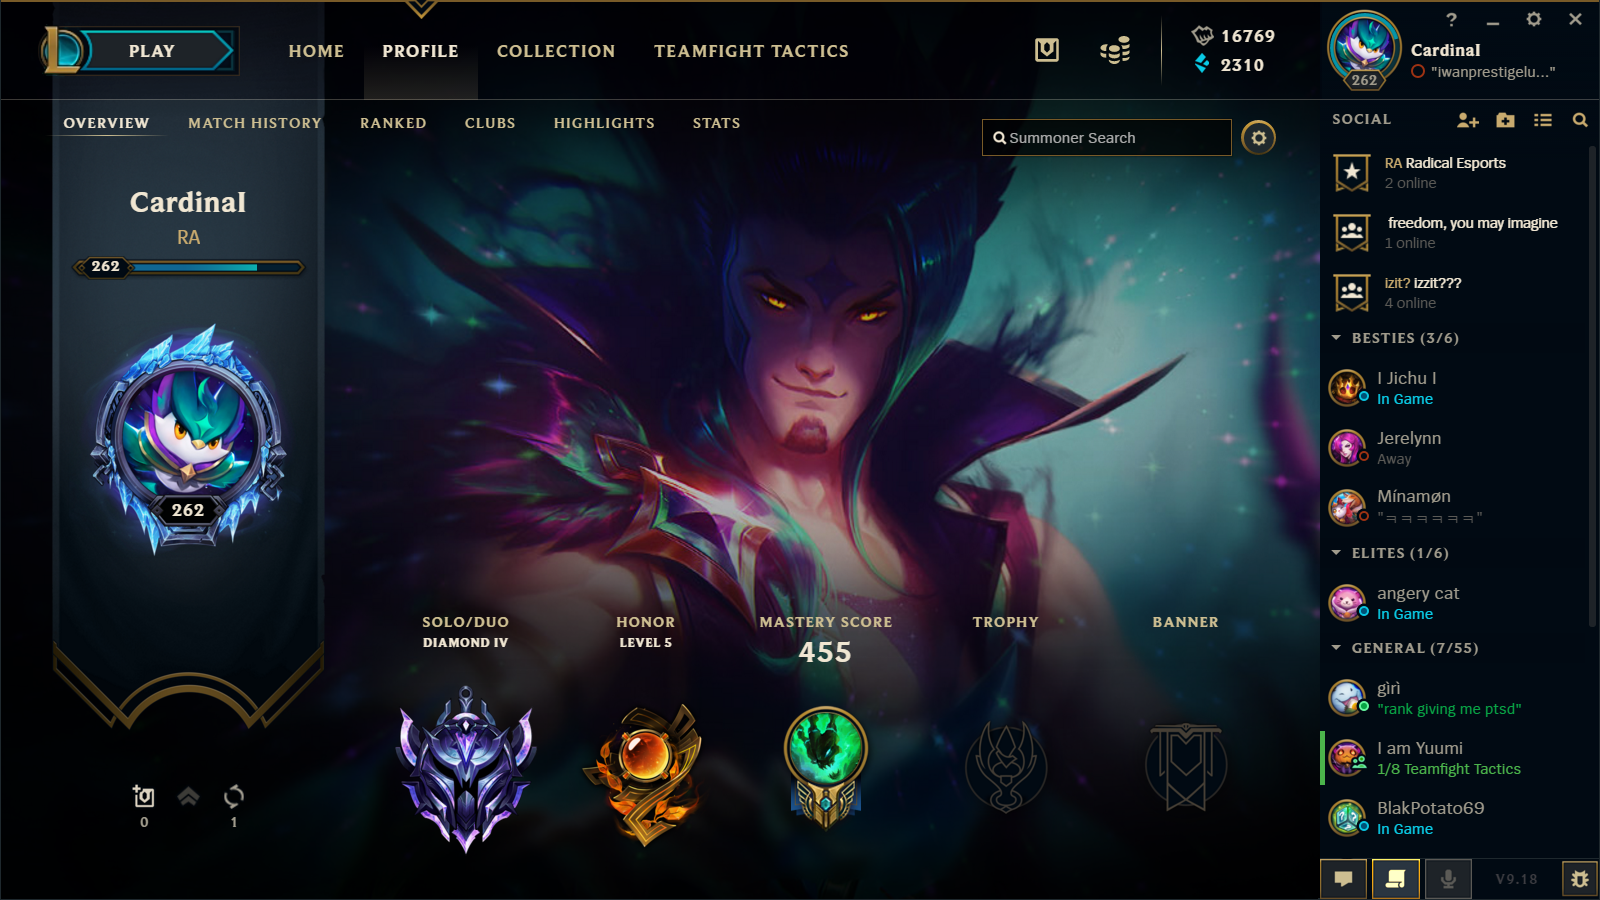 PLAY
HOME
PROFILE
COLLECTION
TEAMFIGHT TACTICS
16769
2310
?
262
Cardinal
"iwanprestigelu..."
OVERVIEW
MATCH HISTORY
RANKED
CLUBS
HIGHLIGHTS
STATS
Summoner Search
Cardinal
RA
262
262
0
1
SOLO/DUO
DIAMOND IV
HONOR
LEVEL 5
MASTERY SCORE
455
TROPHY
BANNER
SOCIAL
RA Radical Esports
2 online
freedom, you may imagine
1 online
izit? izzit???
4 online
BESTIES (3/6)
I Jichu I
In Game
Jerelynn
Away
Mínamøn
"ㅋㅋㅋㅋㅋㅋ"
ELITES (1/6)
angery cat
In Game
GENERAL (7/55)
gìrì
"rank giving me ptsd"
I am Yuumi
1/8 Teamfight Tactics
BlakPotato69
In Game
V9.18